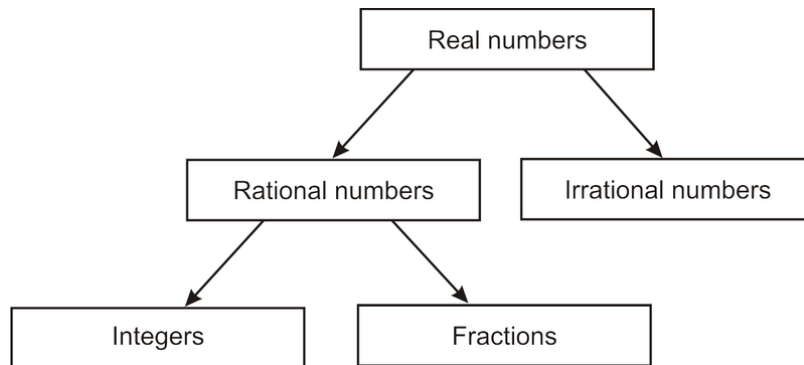 Real numbers
Rational numbers
Irrational numbers
Integers
Fractions